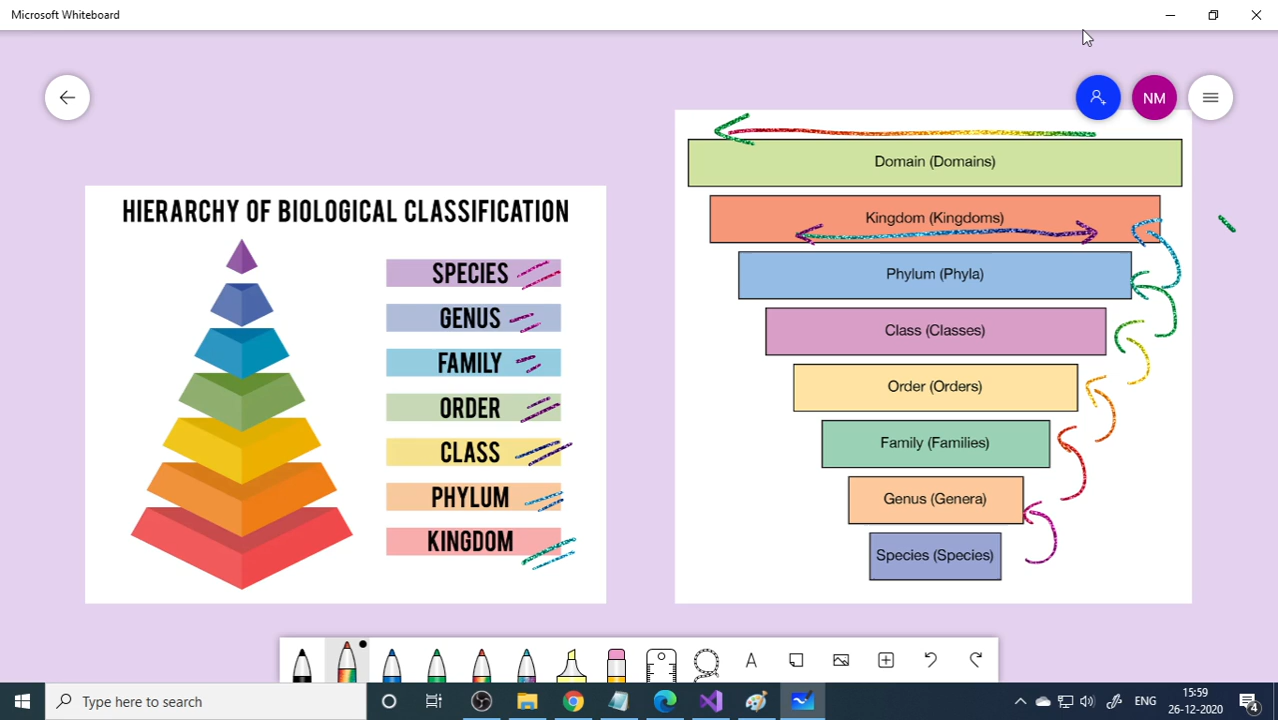 Microsoft Whiteboard
NM
HIERARCHY OF BIOLOGICAL CLASSIFICATION
SPECIES
GENUS
FAMILY
ORDER
CLASS
PHYLUM
KINGDOM
Domain (Domains)
Kingdom (Kingdoms)
Phylum (Phyla)
Class (Classes)
Order (Orders)
Family (Families)
Genus (Genera)
Species (Species)
A
Type here to search
ENG
15:59
26-12-2020
4